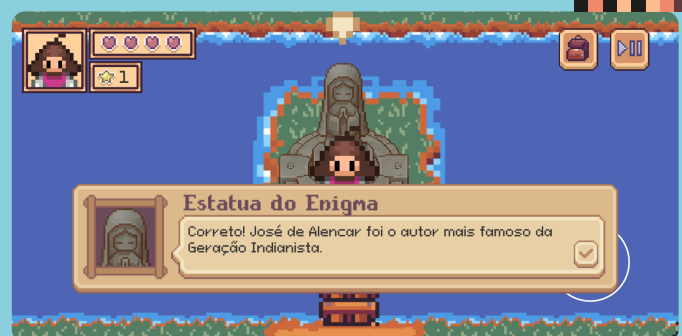 1
Estatua do Enigma
Correto! José de Alencar foi o autor mais famoso da
Geração Indianista.